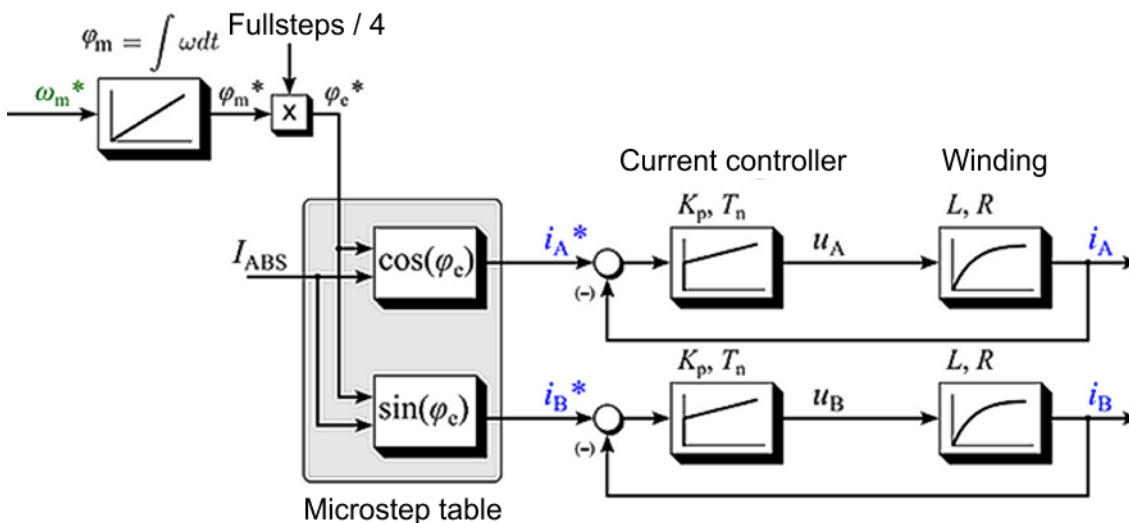 φm = ∫ ωdt
Fullsteps / 4
ωm*
φm*
X
φe*
Current controller
Winding
IABS
cos(φe)
iA*
Kp, Tn
uA
L, R
iA
(-)
sin(φe)
iB*
Kp, Tn
uB
L, R
iB
(-)
Microstep table